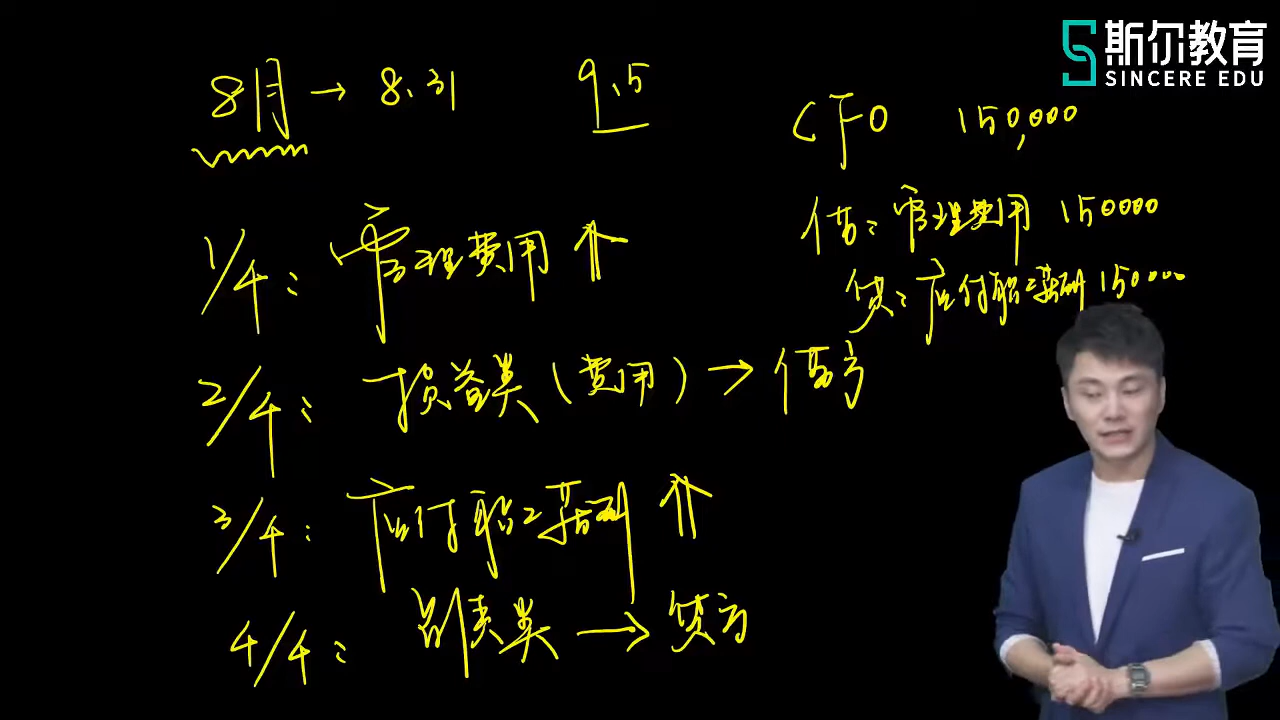 斯尔教育
SINCERE EDU
8月 → 8.31 9.5
CFO 150,000
借: 管理费用 150000
贷: 应付职工薪酬 150000
1/4: 管理费用 ↑
2/4: 损益类 (费用) → 借方
3/4: 应付职工薪酬 ↑
4/4: 负债类 → 贷方